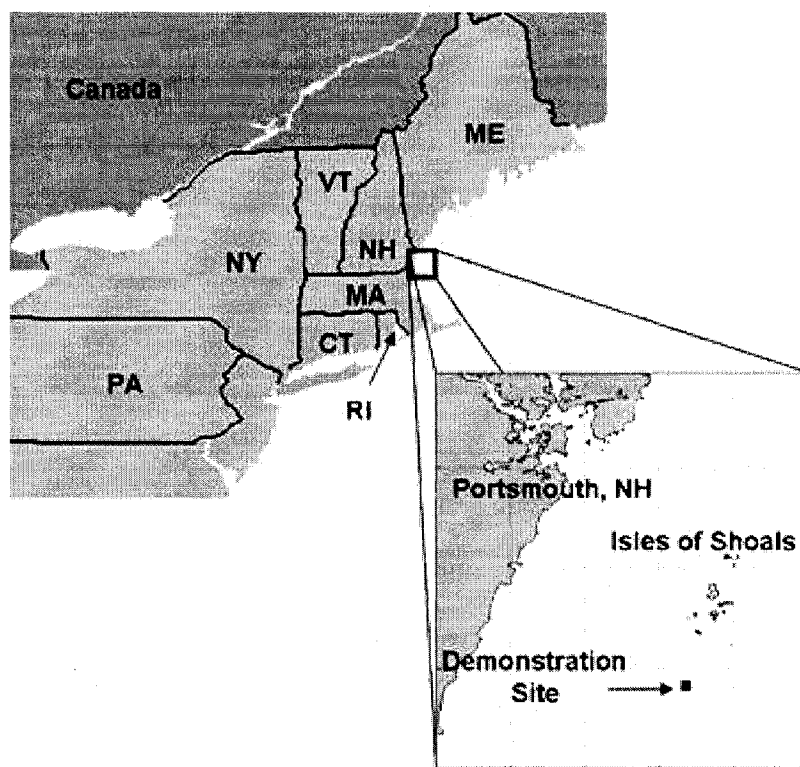 Canada
ME
VT
NH
NY
MA
CT
PA
RI
Portsmouth, NH
Isles of Shoals
Demonstration
Site